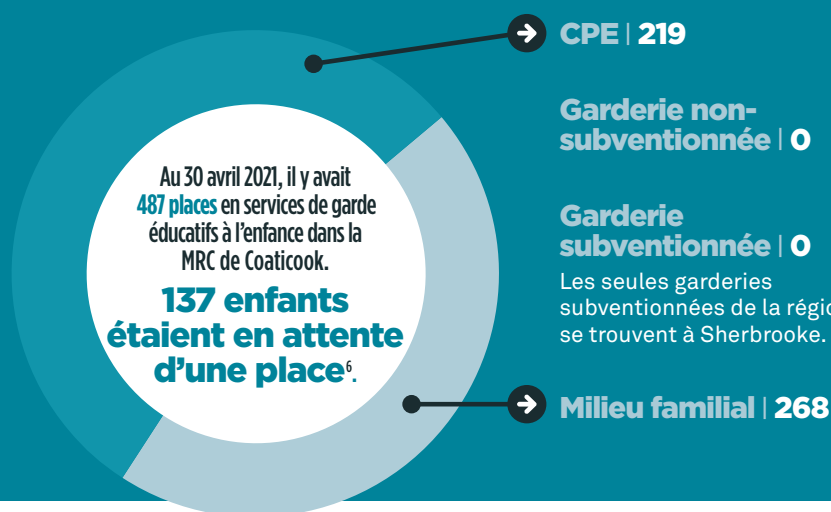 Au 30 avril 2021, il y avait
487 places en services de garde
éducatifs à l'enfance dans la
MRC de Coaticook.
137 enfants
étaient en attente
d'une place⁶.
CPE | 219
Garderie non-
subventionnée | 0
Garderie
subventionnée | 0
Les seules garderies
subventionnées de la
se trouvent à Sherbrooke.
Milieu familial | 268